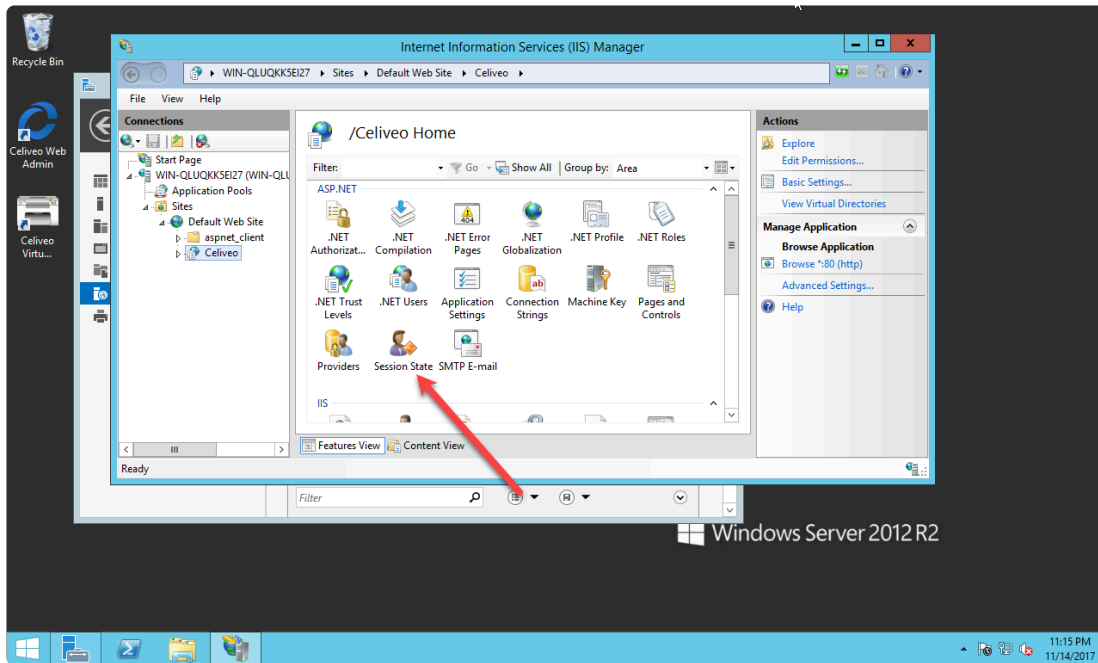 Recycle Bin
Celiveo Web
Admin
Celiveo
Virtu...
Internet Information Services (IIS) Manager
WIN-QLUQKK5EI27 Sites Default Web Site Celiveo
File View Help
Connections
Start Page
WIN-QLUQKK5EI27 (WIN-QLU
Application Pools
Sites
Default Web Site
aspnet_client
Celiveo
/Celiveo Home
Filter: Go Show All Group by: Area
ASP.NET
.NET Authorizat...
.NET Compilation
.NET Error Pages
404
.NET Globalization
.NET Profile
.NET Roles
.NET Trust Levels
.NET Users
Application Settings
ab
Connection Strings
Machine Key
Pages and Controls
Providers
Session State
SMTP E-mail
IIS
Features View Content View
Actions
Explore
Edit Permissions...
Basic Settings...
View Virtual Directories
Manage Application
Browse Application
Browse *:80 (http)
Advanced Settings...
Help
Ready
Filter
Windows Server 2012 R2
11:15 PM
11/14/2017